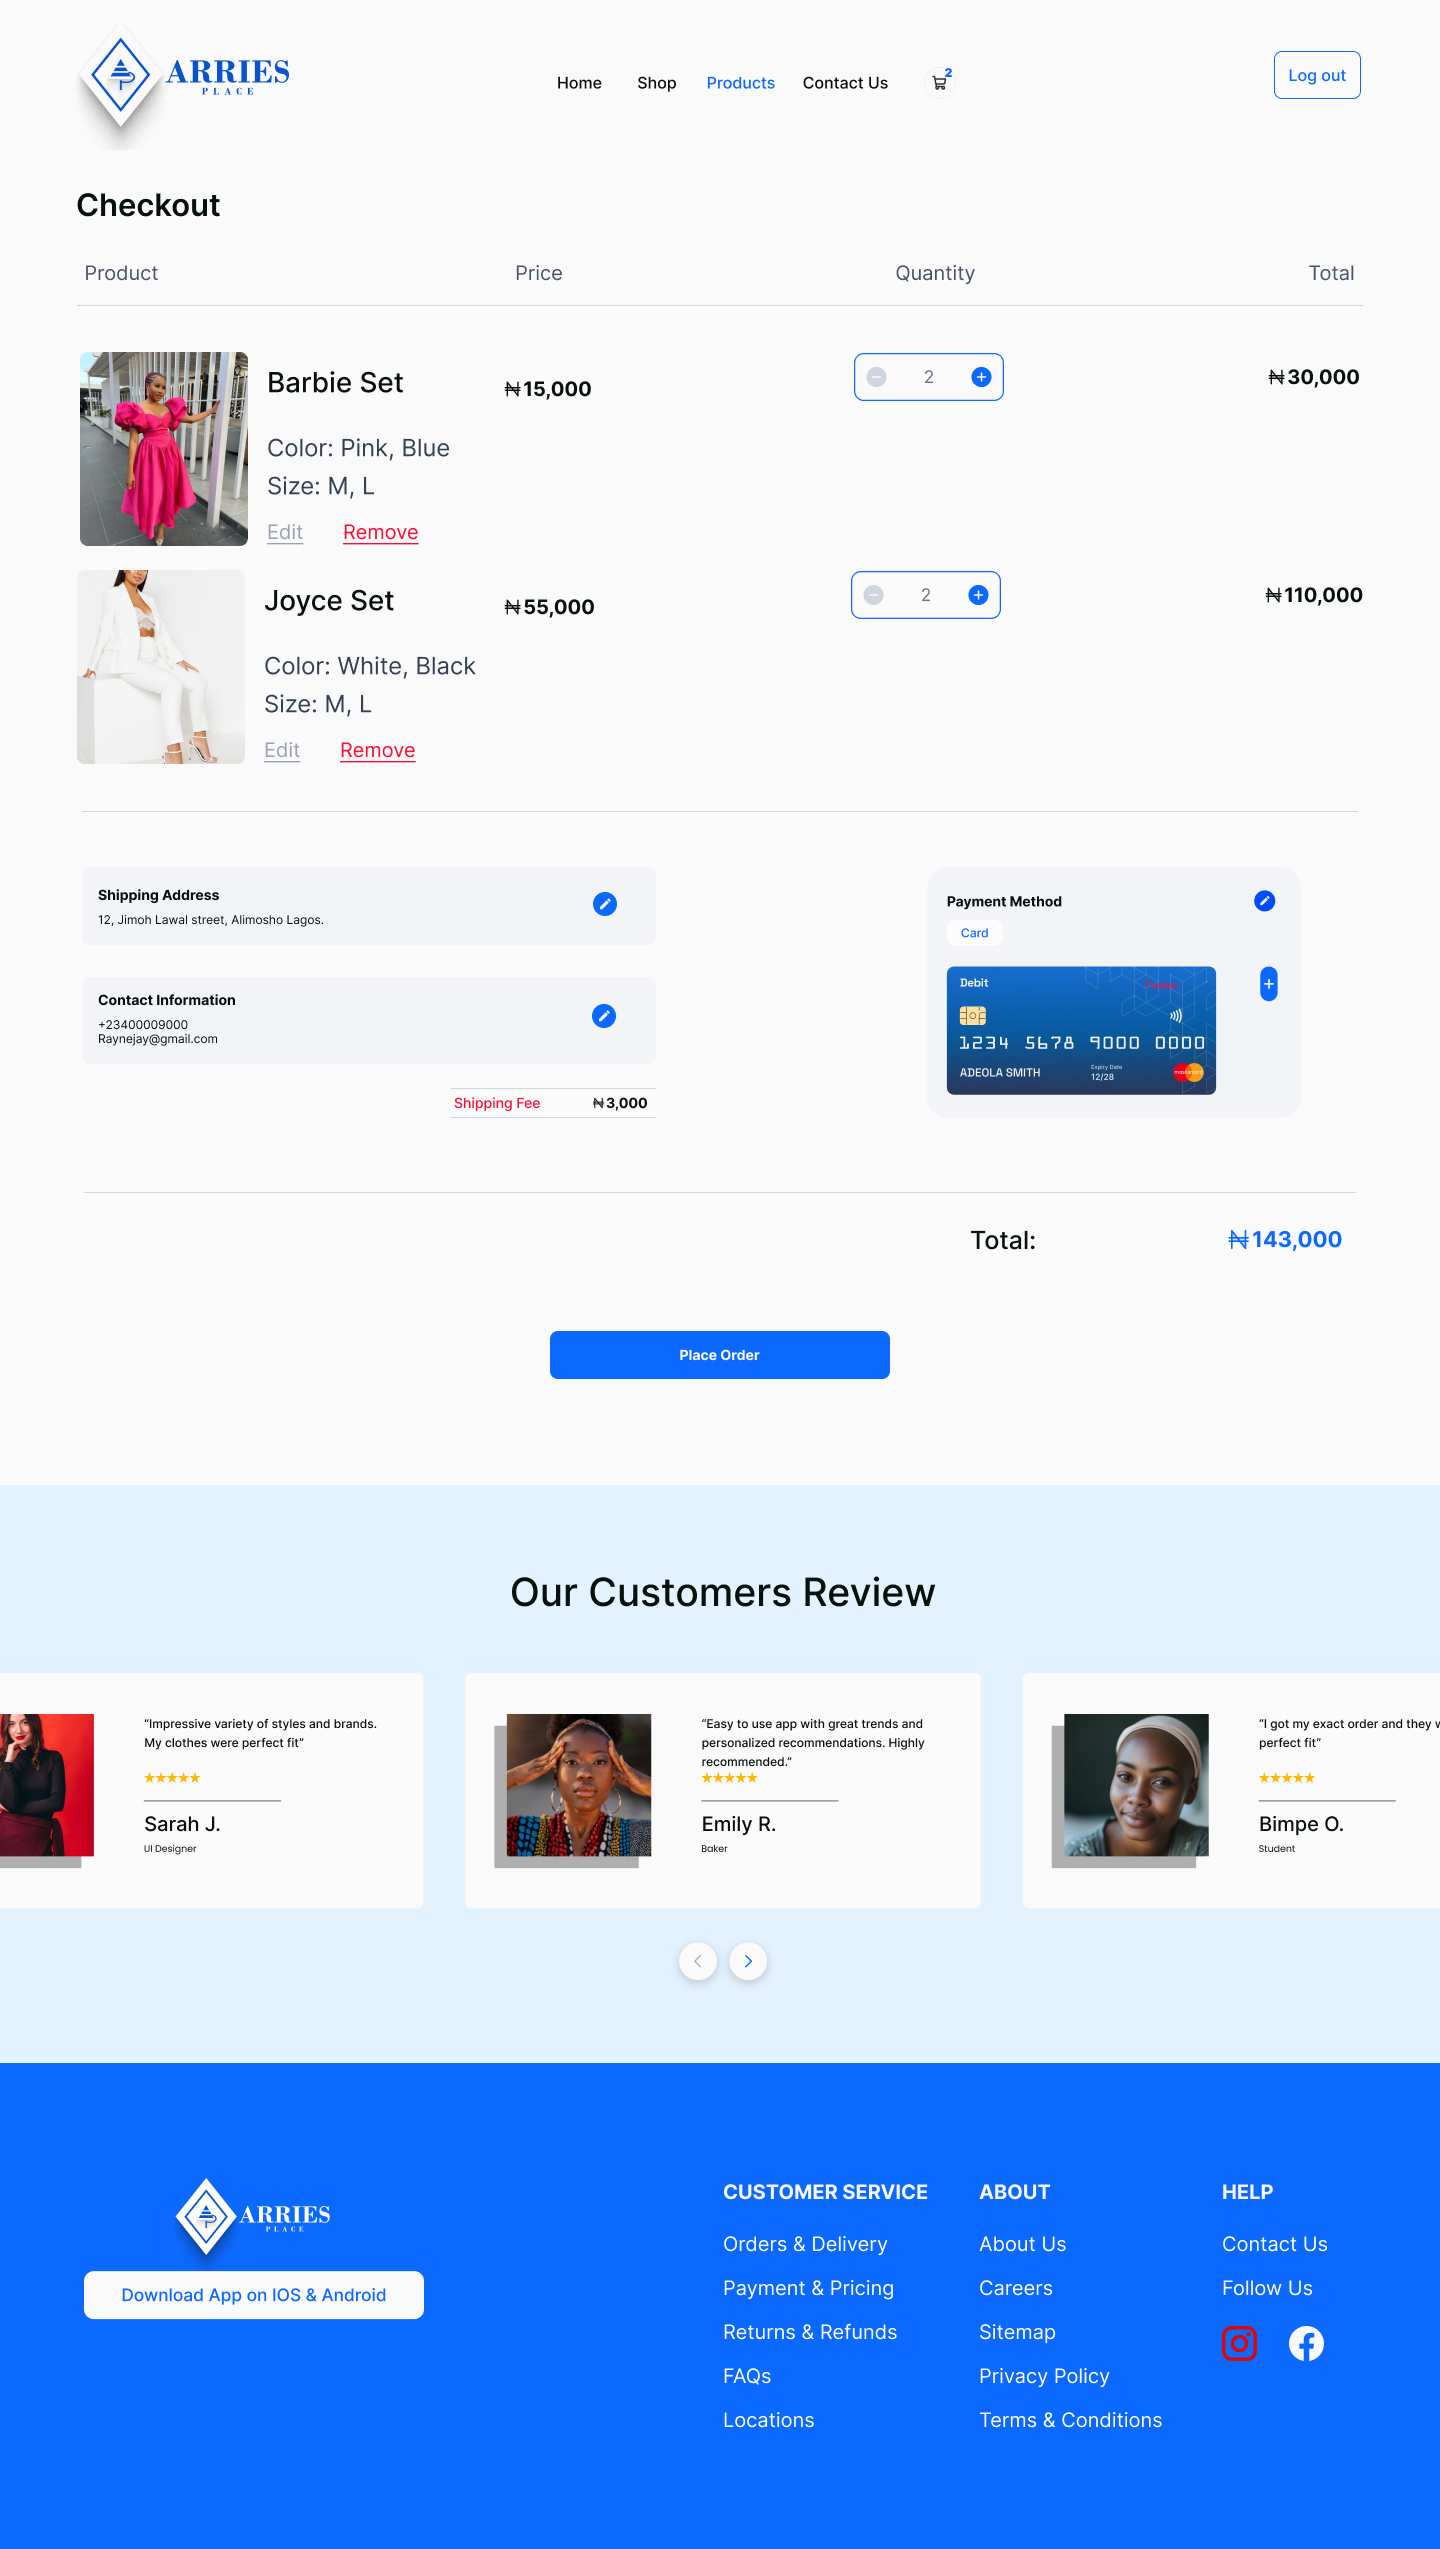 ARRIES
PLACE
Home
Shop
Products
Contact Us
2
Log out
Checkout
Product
Price
Quantity
Total
Barbie Set
₦15,000
2
₦30,000
Color: Pink, Blue
Size: M, L
Edit
Remove
Joyce Set
₦55,000
2
₦110,000
Color: White, Black
Size: M, L
Edit
Remove
Shipping Address
12, Jimoh Lawal street, Alimosho Lagos.
Contact Information
+23400009000
Raynejay@gmail.com
Shipping Fee
₦3,000
Payment Method
Card
Debit
1234 5678 9000 0000
ADEOLA SMITH
Expiry Date
12/28
mastercard
Total:
₦143,000
Place Order
Our Customers Review
“Impressive variety of styles and brands.
My clothes were perfect fit”
Sarah J.
UI Designer
“Easy to use app with great trends and
personalized recommendations. Highly
recommended.”
Emily R.
Baker
“I got my exact order and they
perfect fit”
Bimpe O.
Student
ARRIES
PLACE
Download App on IOS & Android
CUSTOMER SERVICE
Orders & Delivery
Payment & Pricing
Returns & Refunds
FAQs
Locations
ABOUT
About Us
Careers
Sitemap
Privacy Policy
Terms & Conditions
HELP
Contact Us
Follow Us